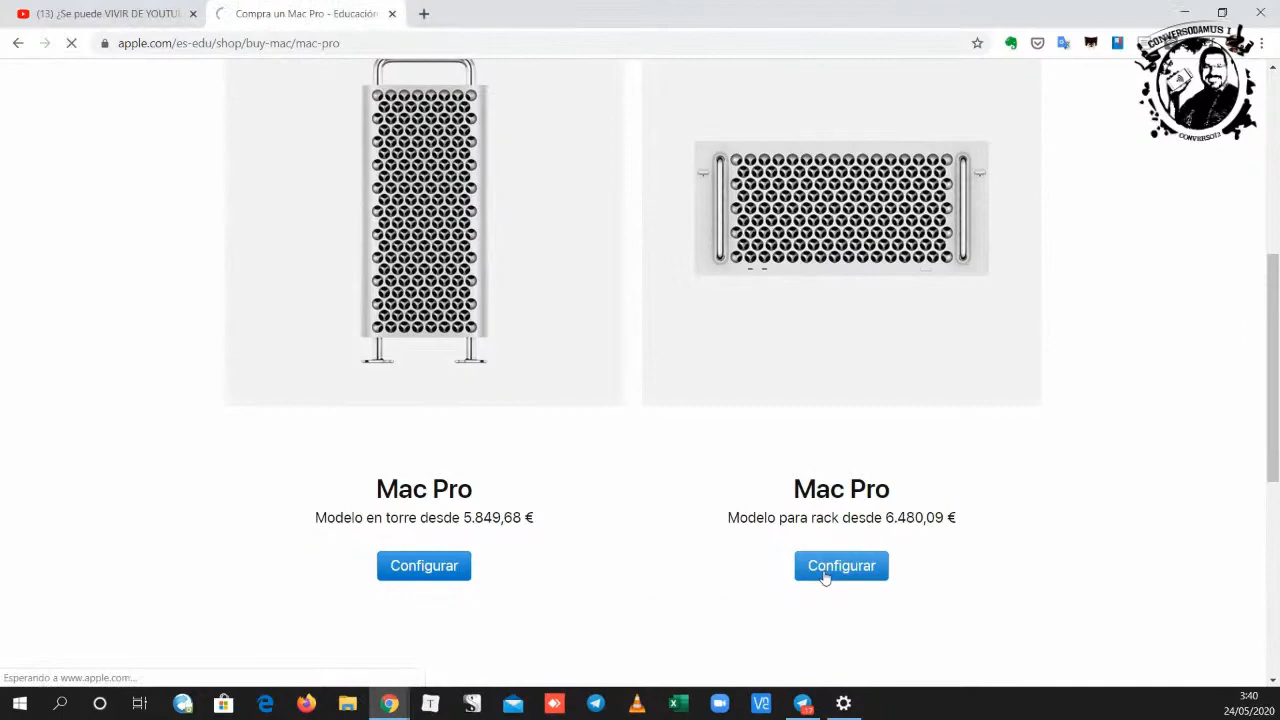 (13) ¿Se puede VIVIR DE YOUTU
Compra un Mac Pro - Educación
apple.com/es-edu/shop/buy-mac/mac-pro
CONVERSODAMUS I
CONVERSO72
Mac Pro
Modelo en torre desde 5.849,68 €
Configurar
Mac Pro
Modelo para rack desde 6.480,09 €
Configurar
Esperando a www.apple.com...
3:40
24/05/2020